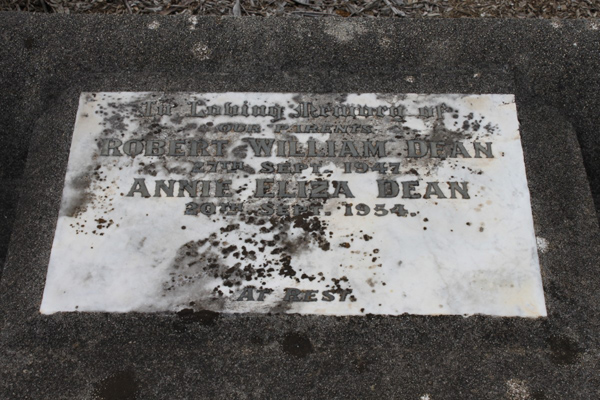 In Loving Memory of
OUR PARENTS
ROBERT WILLIAM DEAN
27TH SEPT. 1947.
ANNIE ELIZA DEAN
20TH SEPT. 1954.
AT REST.